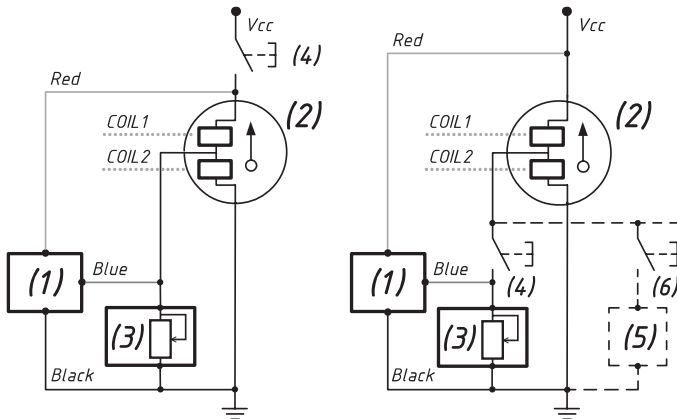 Vcc
(4)
Red
COIL1
(2)
COIL2
(1)
Blue
(3)
Black
Vcc
Red
COIL1
(2)
COIL2
(1)
Blue
(4)
(6)
(3)
(5)
Black